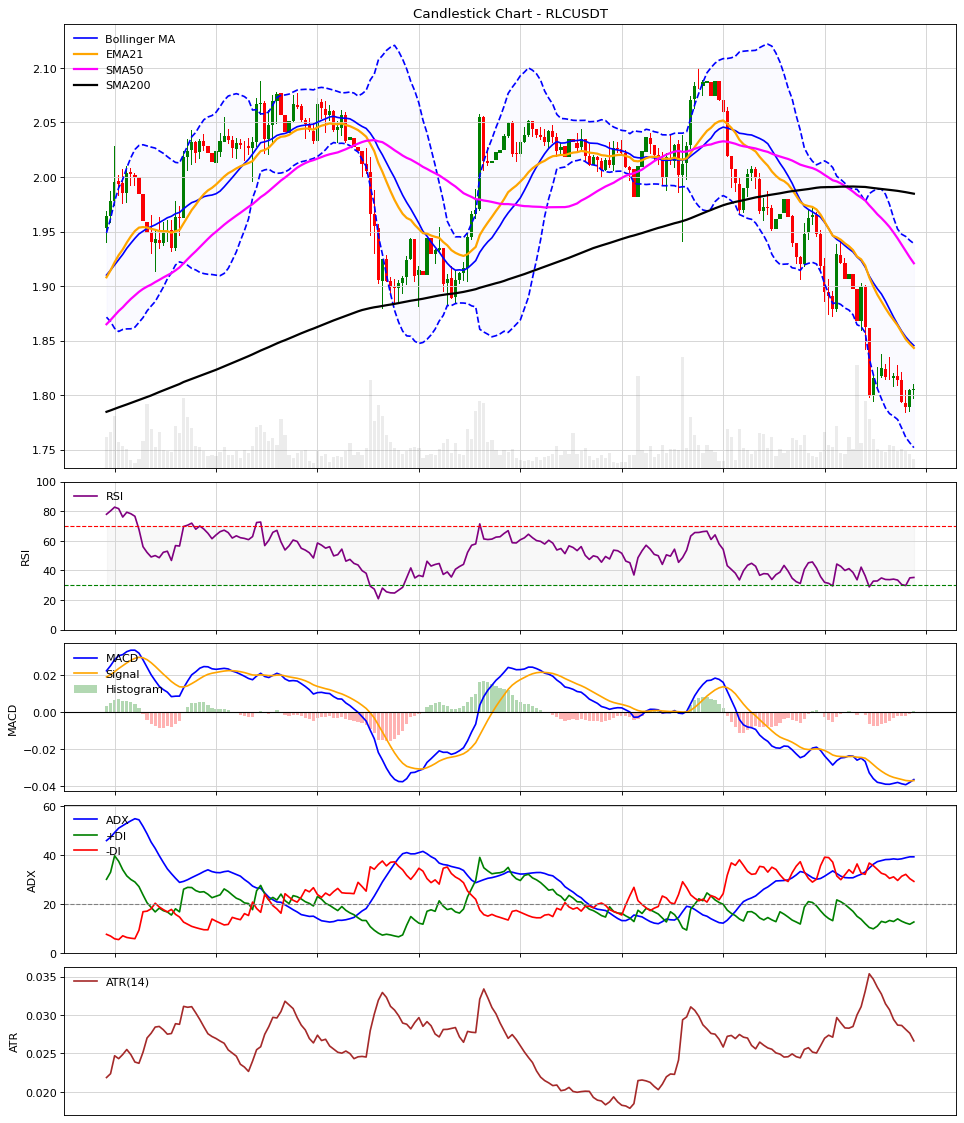 Candlestick Chart - RLCUSDT
Bollinger MA
EMA21
SMA50
SMA200
2.10
2.05
2.00
1.95
1.90
1.85
1.80
1.75
RSI
RSI
100
80
60
40
20
0
MACD
Signal
Histogram
MACD
0.02
0.00
−0.02
−0.04
ADX
+DI
-DI
ADX
60
40
20
0
ATR(14)
ATR
0.035
0.030
0.025
0.020